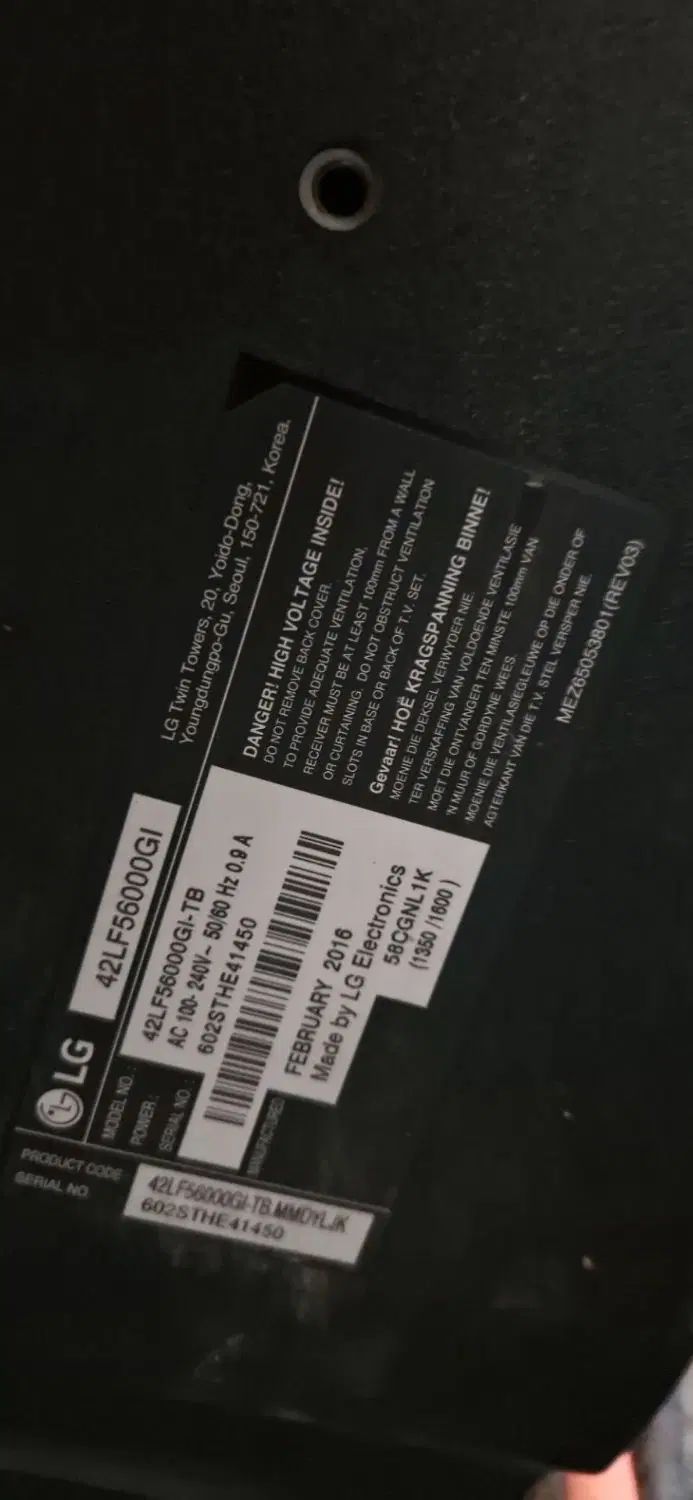 LG
42LF56000GI
LG Twin Towers, 20, Yoido-Dong,
Youngdungpo-Gu, Seoul, 150-721, Korea.
MODEL NO. :
42LF56000GI-TB
POWER :
AC 100- 240V~ 50/60 Hz 0.9 A
SERIAL NO. :
602STHE41450
MANUFACTURED
FEBRUARY 2016
Made by LG Electronics
58CGNL1K
(1350 /1600 )
DANGER! HIGH VOLTAGE INSIDE!
DO NOT REMOVE BACK COVER.
TO PROVIDE ADEQUATE VENTILATION,
RECEIVER MUST BE AT LEAST 100mm FROM A WALL
OR CURTAINING. DO NOT OBSTRUCT VENTILATION
SLOTS IN BASE OR BACK OF T.V. SET.
Gevaar! HOË KRAGSPANNING BINNE!
MOENIE DIE DEKSEL VERWYDER NIE.
TER VERSKAFFING VAN VOLDOENDE VENTILASIE
MOET DIE ONTVANGER TEN MINSTE 100mm VAN
'N MUUR OF GORDYNE WEES.
MOENIE DIE VENTILASIEGLEUWE OP DIE ONDER OF
AGTERKANT VAN DIE T.V. STEL VERSPER NIE.
MEZ65053801(REV03)
PRODUCT CODE
42LF56000GI-TB.MMDYLJK
SERIAL NO.
602STHE41450